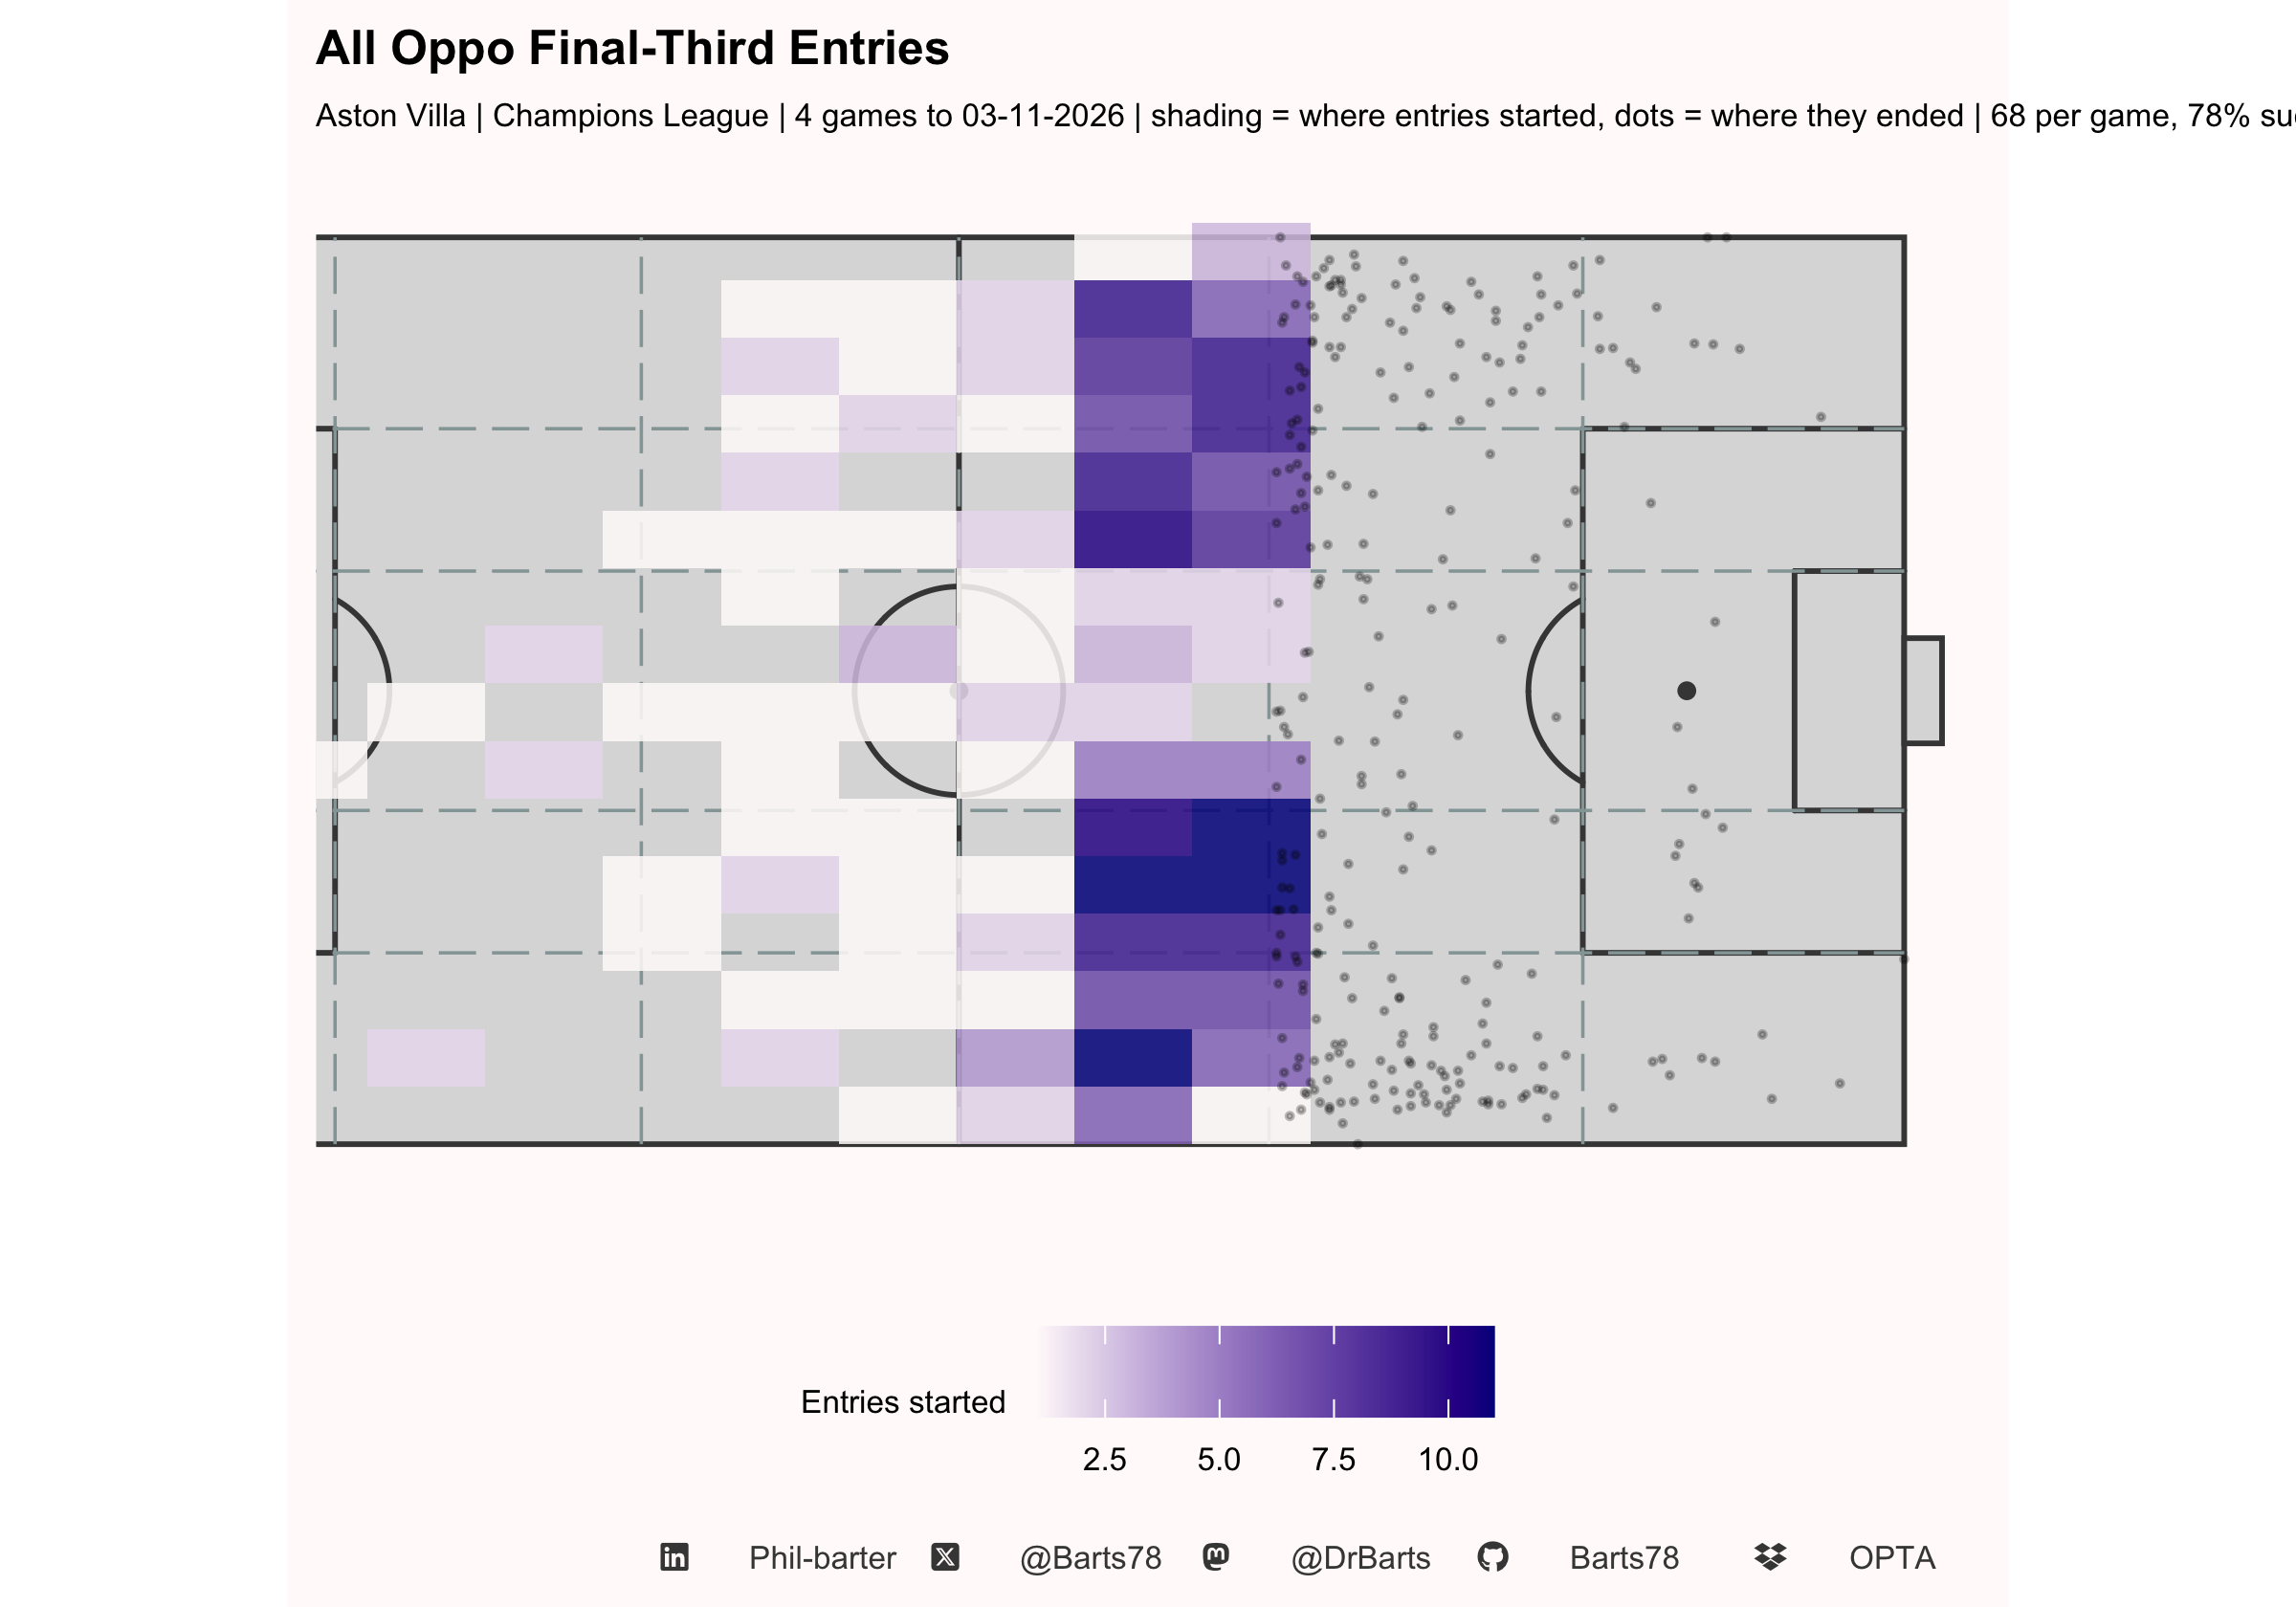 All Oppo Final-Third Entries
Aston Villa | Champions League | 4 games to 03-11-2026 | shading = where entries started, dots = where they ended | 68 per game, 78%
Entries started
2.5 5.0 7.5 10.0
Phil-barter @Barts78 @DrBarts Barts78 OPTA